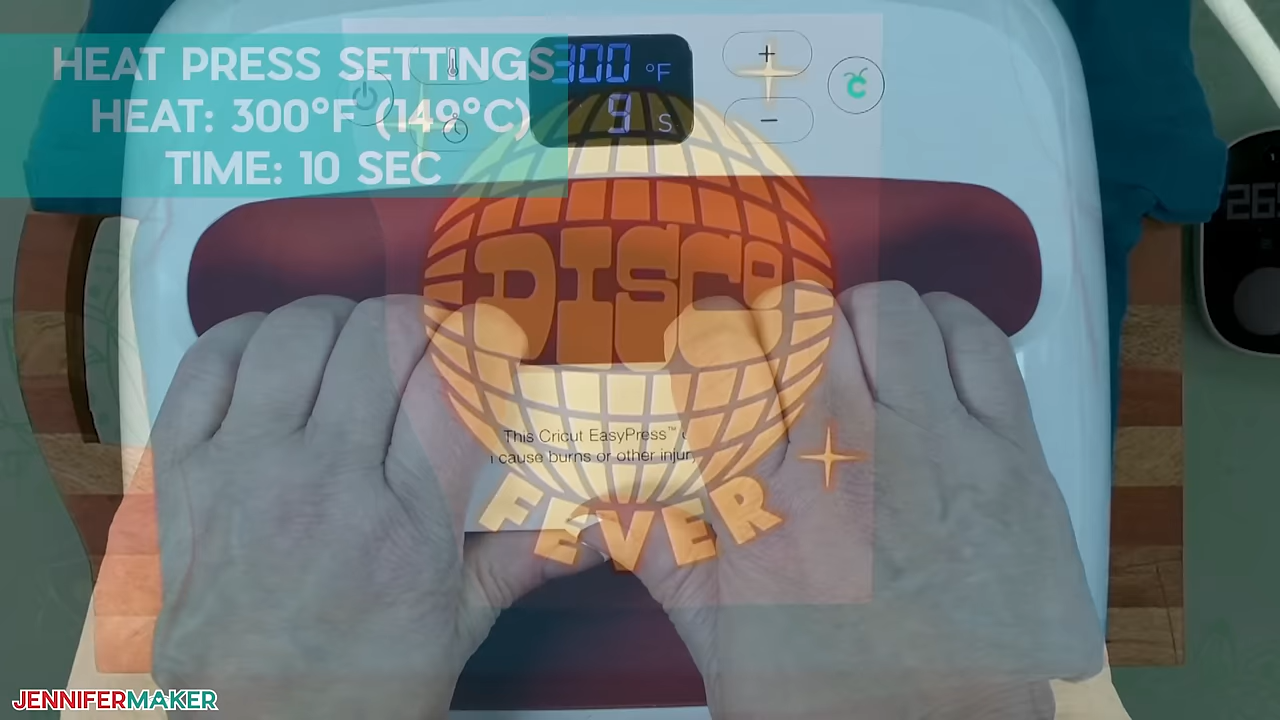 HEAT PRESS SETTINGS
HEAT: 300°F (149°C)
TIME: 10 SEC
300 °F
9 S
+
−
C
26
DISCO
This Cricut EasyPress™
cause burns or other
FEVER
JENNIFERMAKER